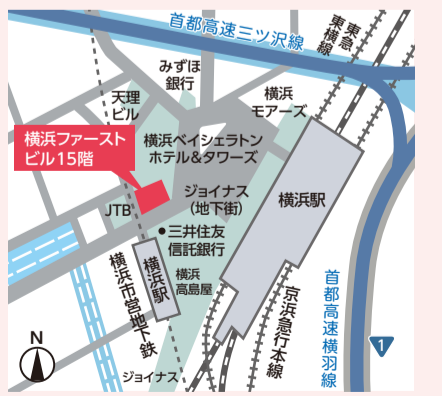 首都高速三ツ沢線
東急
東横線
みずほ
銀行
天理
ビル
横浜
モアーズ
横浜ファースト
ビル15階
横浜ベイシェラトン
ホテル&タワーズ
ジョイナス
（地下街）
横浜駅
JTB
三井住友
信託銀行
横浜駅
横浜市営地下鉄
横浜
高島屋
京浜急行本線
首都高速横羽線
1
N
ジョイナス